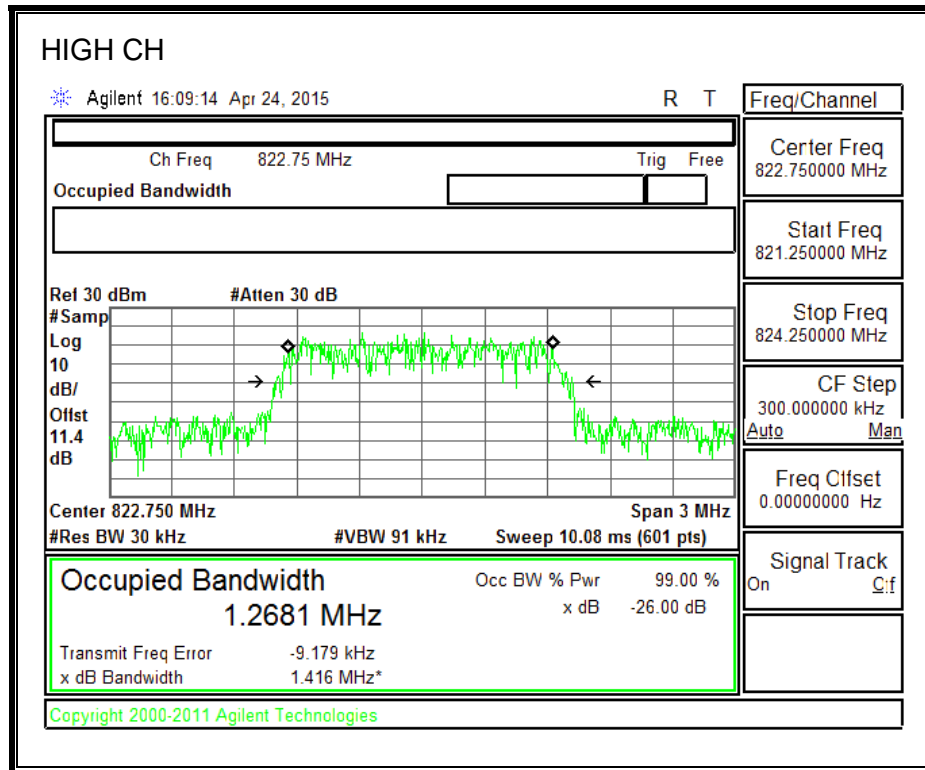 HIGH CH
Agilent 16:09:14 Apr 24, 2015 R T
Freq/Channel
Ch Freq 822.75 MHz Trig Free
Occupied Bandwidth
Center Freq
822.750000 MHz
Start Freq
821.250000 MHz
Stop Freq
824.250000 MHz
CF Step
300.000000 kHz
Auto Man
Freq Offset
0.00000000 Hz
Signal Track
On Off
Ref 30 dBm #Atten 30 dB
#Samp
Log
10
dB/
Offst
11.4
dB
Center 822.750 MHz Span 3 MHz
#Res BW 30 kHz #VBW 91 kHz Sweep 10.08 ms (601 pts)
Occupied Bandwidth Occ BW % Pwr 99.00 %
1.2681 MHz x dB -26.00 dB
Transmit Freq Error -9.179 kHz
x dB Bandwidth 1.416 MHz*
Copyright 2000-2011 Agilent Technologies